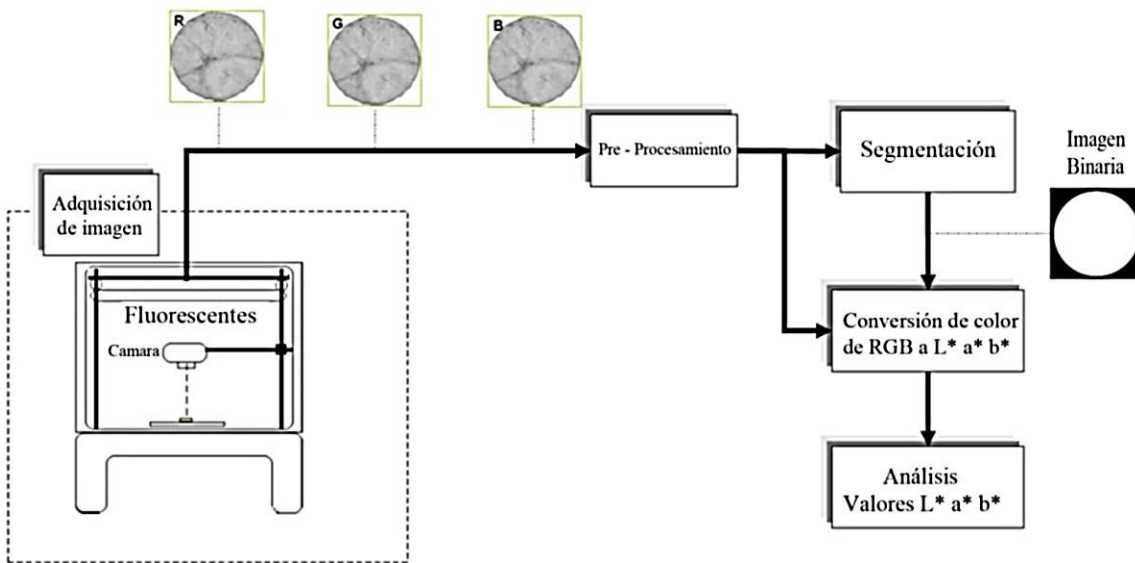 R
G
B
Pre - Procesamiento
Segmentación
Imagen
Binaria
Adquisición
de imagen
Fluorescentes
Camara
Conversión de color
de RGB a L* a* b*
Análisis
Valores L* a* b*